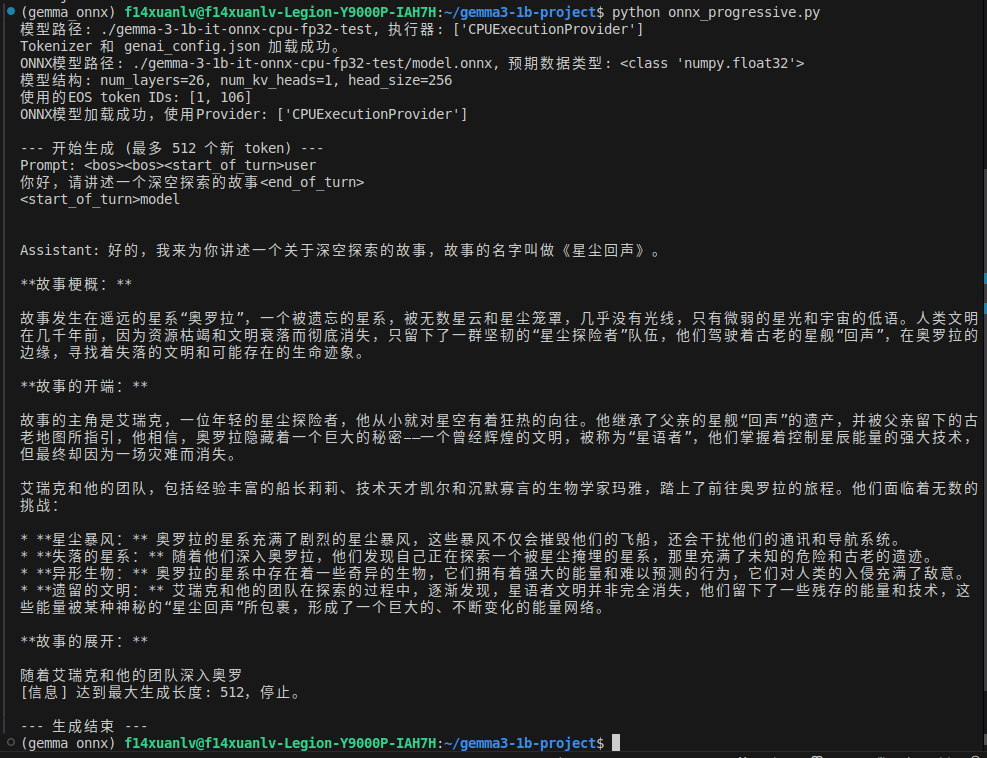 (gemma onnx) f14xuanlv@f14xuanlv-Legion-Y9000P-IAH7H:~/gemma3-1b-project$ python onnx_progressive.py
模型路径: ./gemma-3-1b-it-onnx-cpu-fp32-test, 执行器: ['CPUExecutionProvider']
Tokenizer 和 genai_config.json 加载成功。
ONNX模型路径: ./gemma-3-1b-it-onnx-cpu-fp32-test/model.onnx, 预期数据类型: <class 'numpy.float32'>
模型结构: num_layers=26, num_kv_heads=1, head_size=256
使用的EOS token IDs: [1, 106]
ONNX模型加载成功，使用Provider: ['CPUExecutionProvider']
--- 开始生成 (最多 512 个新 token) ---
Prompt: <bos><bos><start_of_turn>user
你好，请讲述一个深空探索的故事<end_of_turn>
<start_of_turn>model
Assistant: 好的，我来为你讲述一个关于深空探索的故事，故事的名字叫做《星尘回声》。
**故事梗概：**
故事发生在遥远的星系“奥罗拉”，一个被遗忘的星系，被无数星云和星尘笼罩，几乎没有光线，只有微弱的星光和宇宙的低语。人类文明
在几千年前，因为资源枯竭和文明衰落而彻底消失，只留下了一群坚韧的“星尘探险者”队伍，他们驾驶着古老的星舰“回声”，在奥罗拉的
边缘，寻找着失落的文明和可能存在的生命迹象。
**故事的开端：**
故事的主角是艾瑞克，一位年轻的星尘探险者，他从小就对星空有着狂热的向往。他继承了父亲的星舰“回声”的遗产，并被父亲留下的古
老地图所指引，他相信，奥罗拉隐藏着一个巨大的秘密——一个曾经辉煌的文明，被称为“星语者”，他们掌握着控制星辰能量的强大技术，
但最终却因为一场灾难而消失。
艾瑞克和他的团队，包括经验丰富的船长莉莉、技术天才凯尔和沉默寡言的生物学家玛雅，踏上了前往奥罗拉的旅程。他们面临着无数的
挑战：
* **星尘暴风：** 奥罗拉的星系充满了剧烈的星尘暴风，这些暴风不仅会摧毁他们的飞船，还会干扰他们的通讯和导航系统。
* **失落的星系：** 随着他们深入奥罗拉，他们发现自己正在探索一个被星尘掩埋的星系，那里充满了未知的危险和古老的遗迹。
* **异形生物：** 奥罗拉的星系中存在着一些奇异的生物，它们拥有着强大的能量和难以预测的行为，它们对人类的入侵充满了敌意。
* **遗留的文明：** 艾瑞克和他的团队在探索的过程中，逐渐发现，星语者文明并非完全消失，他们留下了一些残存的能量和技术，这
些能量被某种神秘的“星尘回声”所包裹，形成了一个巨大的、不断变化的能量网络。
**故事的展开：**
随着艾瑞克和他的团队深入奥罗
[信息] 达到最大生成长度: 512，停止。
--- 生成结束 ---
(gemma onnx) f14xuanlv@f14xuanlv-Legion-Y9000P-IAH7H:~/gemma3-1b-project$